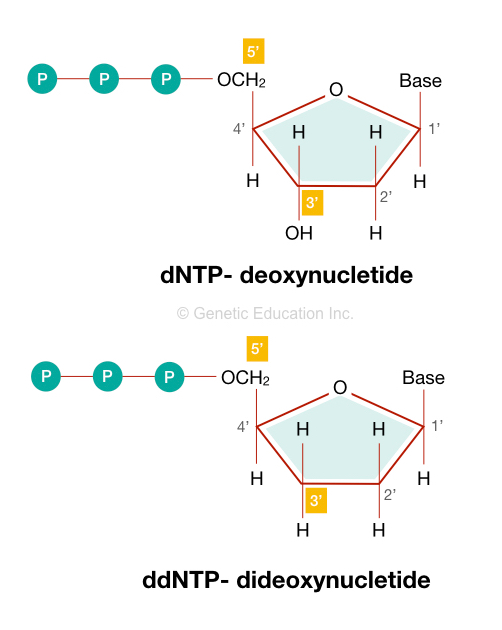 5'
P P P OCH₂ O Base
4' H H 1'
H H
3' 2'
OH H
dNTP- deoxynucletide
© Genetic Education Inc.
5'
P P P OCH₂ O Base
4' H H 1'
H H
3' 2'
H H
ddNTP- dideoxynucletide